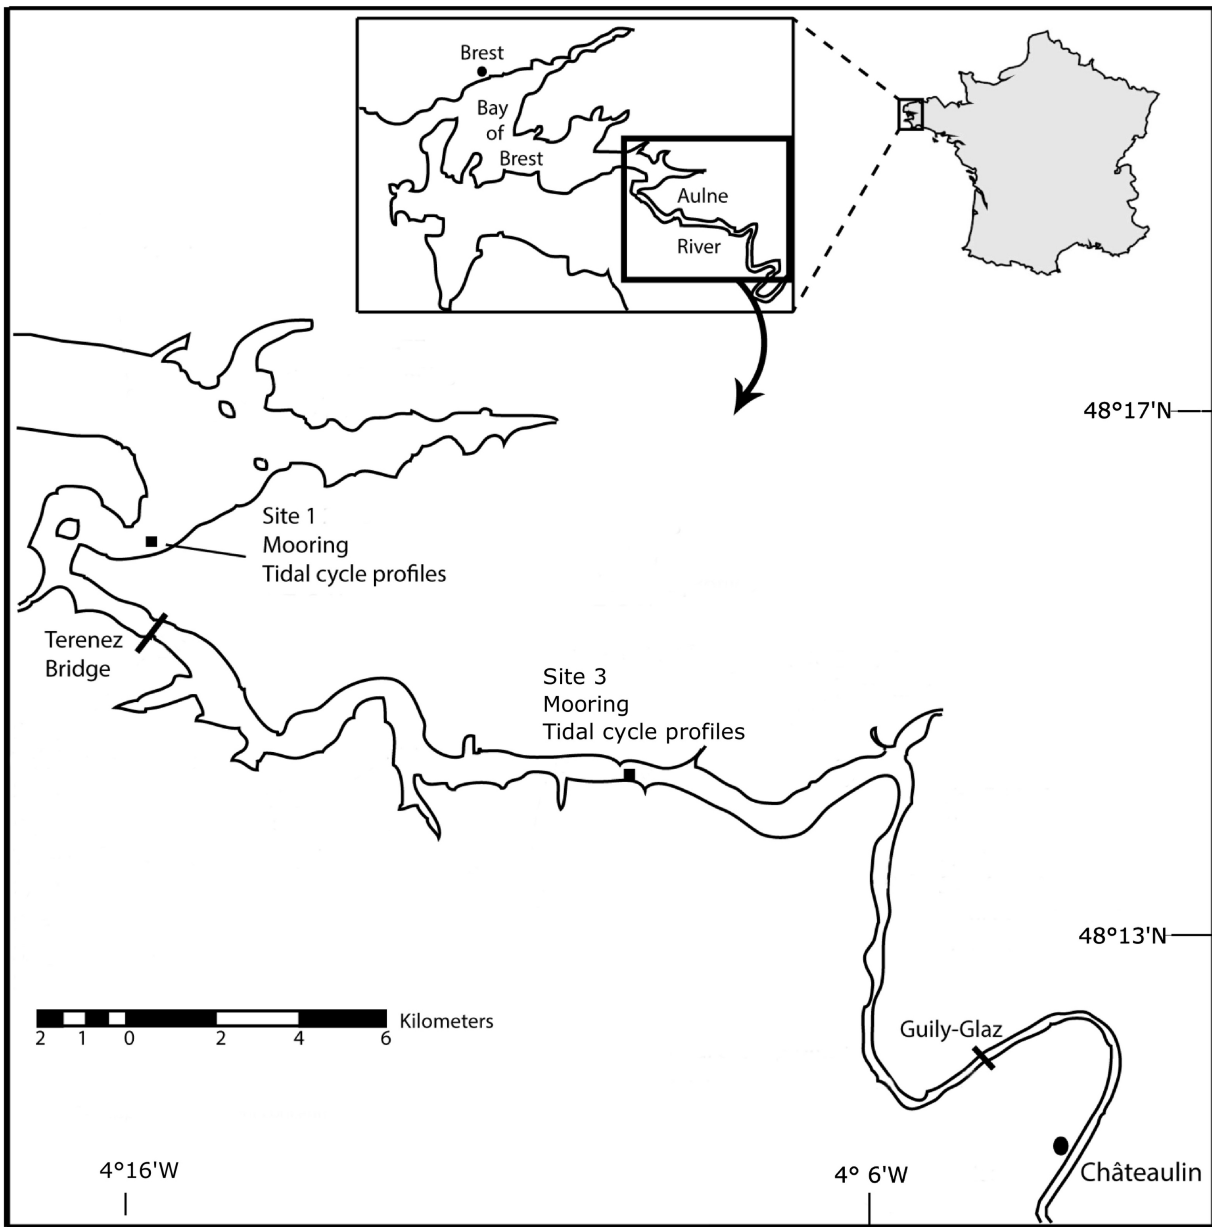 Brest
Bay
of
Brest
Aulne
River
48°17'N
Site 1
Mooring
Tidal cycle profiles
Terenez
Bridge
Site 3
Mooring
Tidal cycle profiles
48°13'N
Kilometers
2 1 0 2 4 6
Guily-Glaz
4°16'W
4° 6'W
Châteaulin